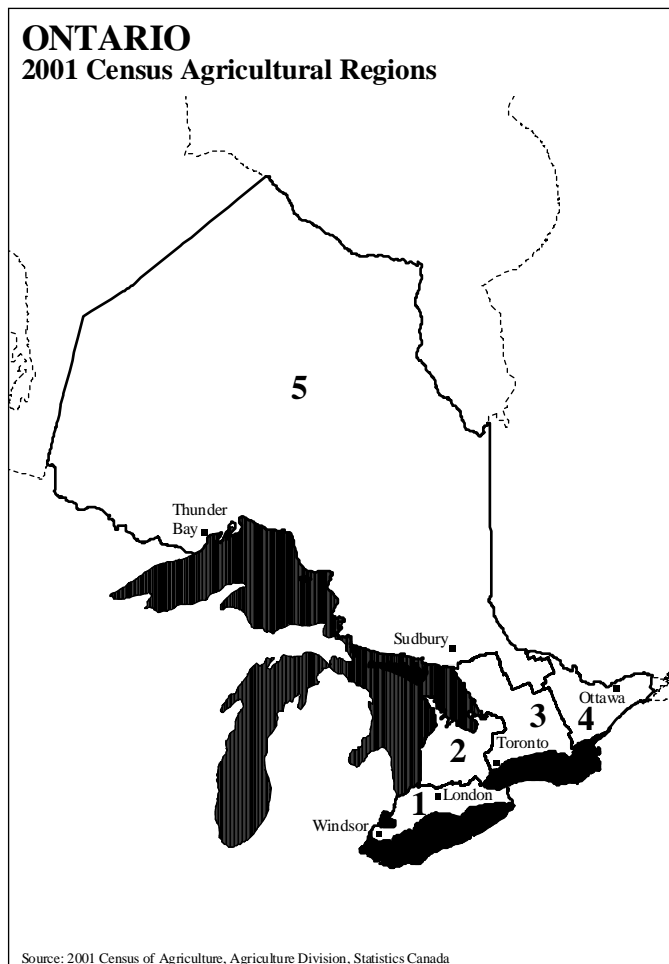 ONTARIO
2001 Census Agricultural Regions
5
Thunder
Bay
Sudbury
Ottawa
3
4
Toronto
2
London
1
Windsor
Source: 2001 Census of Agriculture, Agriculture Division, Statistics Canada